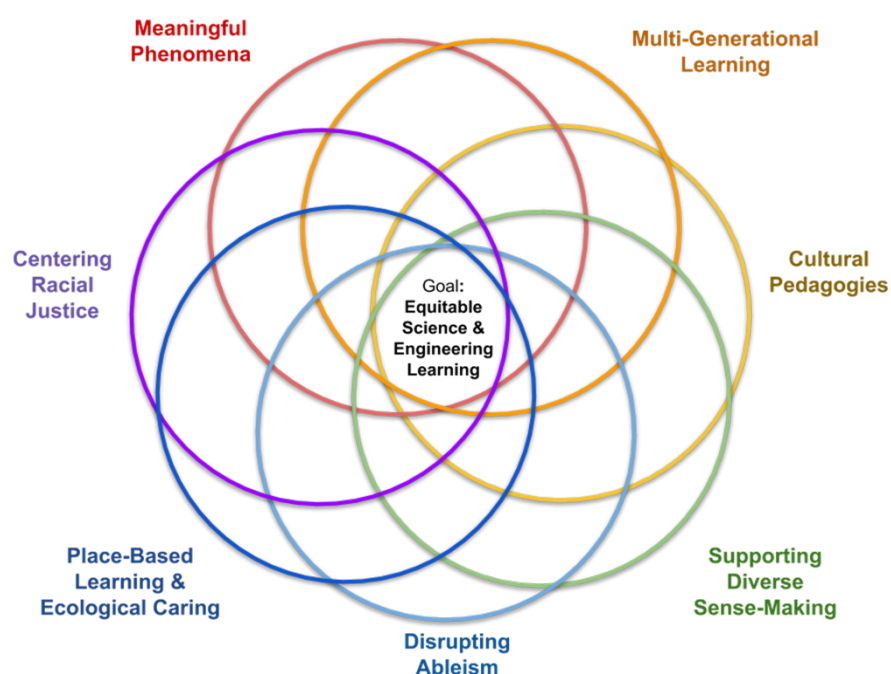 Meaningful
Phenomena
Multi-Generational
Learning
Centering
Racial
Justice
Goal:
Equitable
Science &
Engineering
Learning
Cultural
Pedagogies
Place-Based
Learning &
Ecological Caring
Supporting
Diverse
Sense-Making
Disrupting
Ableism